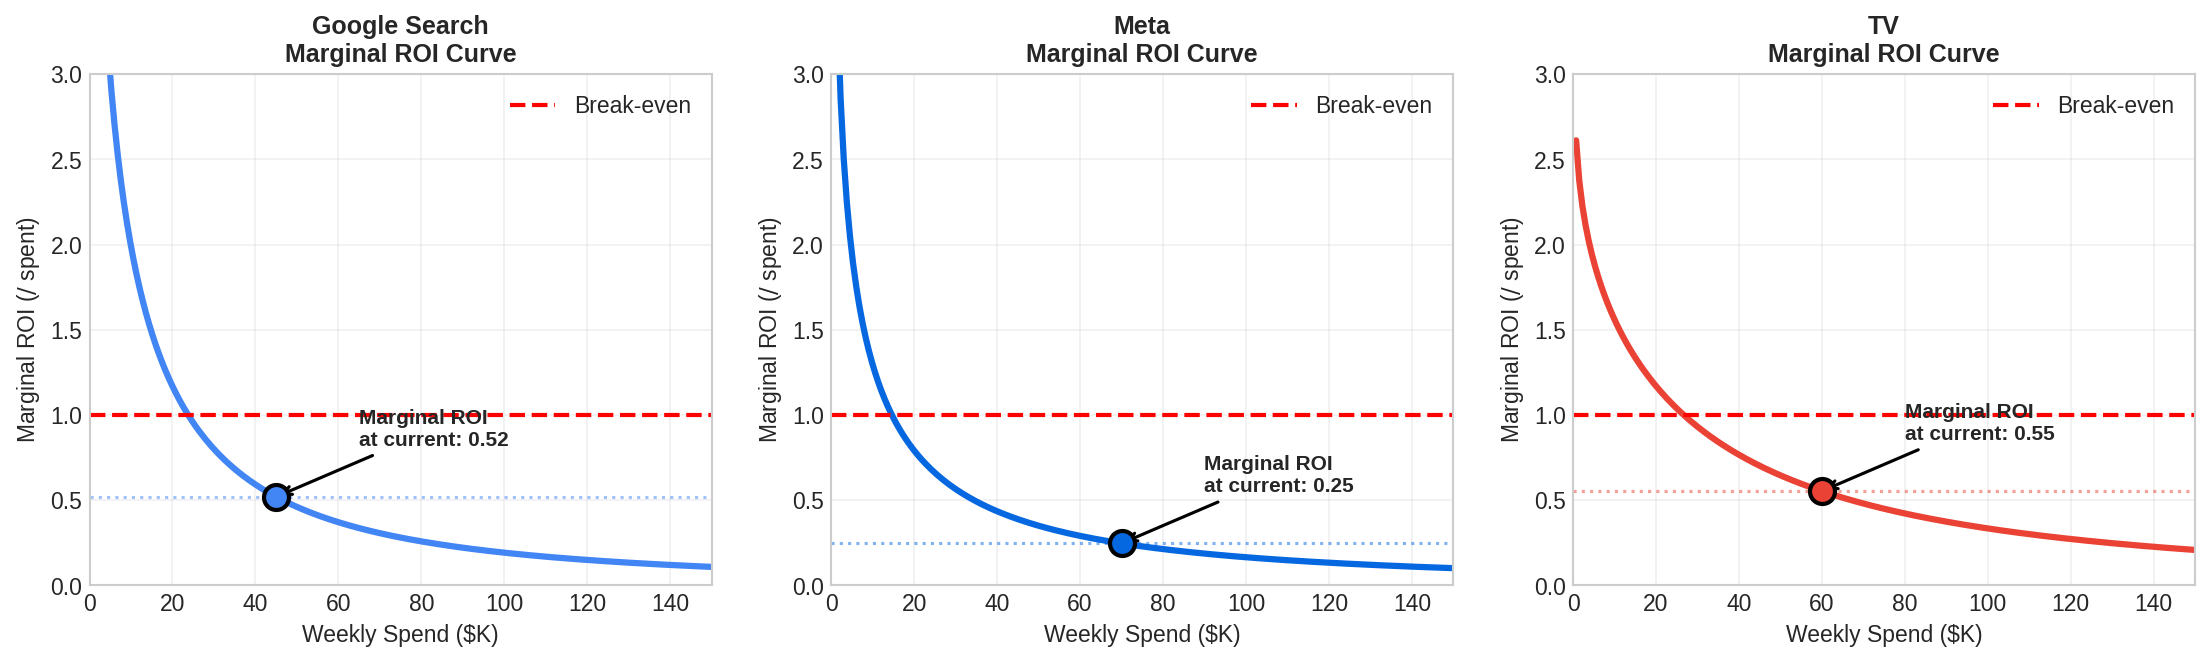 Google Search
Marginal ROI Curve
3.0
2.5
2.0
1.5
1.0
0.5
0.0
Marginal ROI (/ spent)
Break-even
Marginal ROI
at current: 0.52
0 20 40 60 80 100 120 140
Weekly Spend ($K)
Meta
Marginal ROI Curve
3.0
2.5
2.0
1.5
1.0
0.5
0.0
Marginal ROI (/ spent)
Break-even
Marginal ROI
at current: 0.25
0 20 40 60 80 100 120 140
Weekly Spend ($K)
TV
Marginal ROI Curve
3.0
2.5
2.0
1.5
1.0
0.5
0.0
Marginal ROI (/ spent)
Break-even
Marginal ROI
at current: 0.55
0 20 40 60 80 100 120 140
Weekly Spend ($K)